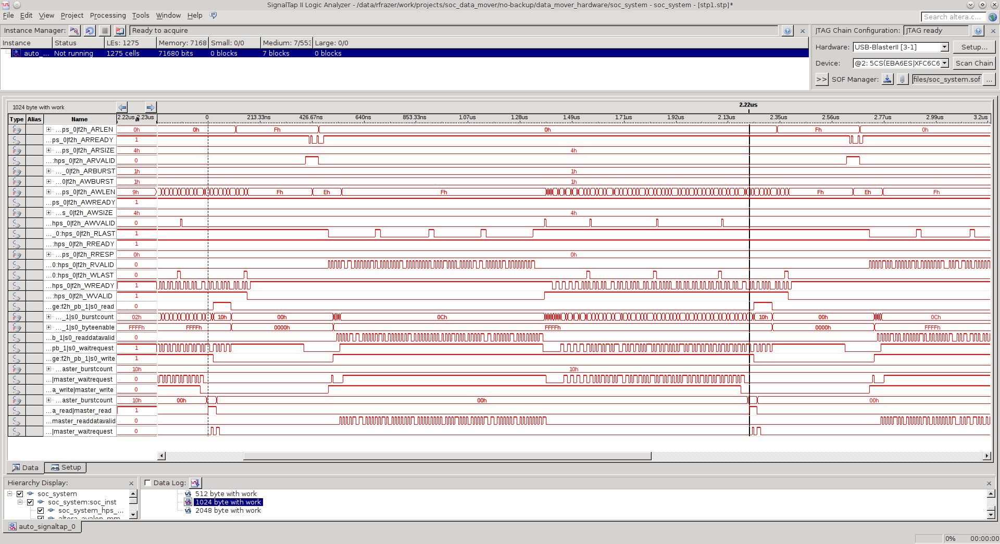 SignalTap II Logic Analyzer - /data/rfrazer/work/projects/soc_data_mover/no-backup/data_mover_hardware/soc_system - soc_system - [stp1.stp]*
File Edit View Project Processing Tools Window Help
Search altera.c...
Instance Manager: Ready to acquire
JTAG Chain Configuration: JTAG ready
Instance Status LEs: 1275 Memory: 7168 Small: 0/0 Medium: 7/553 Large: 0/0
auto_... Not running 1275 cells 71680 bits 0 blocks 7 blocks 0 blocks
Hardware: USB-BlasterII [3-1] Setup...
Device: @2: 5CS(EBA6ES|XFC6C6 Scan Chain
>> SOF Manager: files/soc_system.sof ...
1024 byte with work
2.22us
Type Alias Name 2.22us 2.23us 0 213.33ns 426.67ns 640ns 853.33ns 1.07us 1.28us 1.49us 1.71us 1.92us 2.13us 2.35us 2.56us 2.77us 2.99us 3.2us
...ps_0|f2h_ARLEN 0h 0h Fh 0h Fh 0h
...ps_0|f2h_ARREADY 1
...ps_0|f2h_ARSIZE 4h 4h
...:hps_0|f2h_ARVALID 0
..._0|f2h_ARBURST 1h 1h
...0|f2h_AWBURST 1h 1h
...ps_0|f2h_AWLEN 9h Fh Eh Fh Fh Eh Fh
...ps_0|f2h_AWREADY 1
...s_0|f2h_AWSIZE 4h 4h
...hps_0|f2h_AWVALID 0
..._0:hps_0|f2h_RLAST 1
...:hps_0|f2h_RREADY 1
...ps_0|f2h_RRESP 0h 0h
...0:hps_0|f2h_RVALID 0
...0:hps_0|f2h_WLAST 0
...hps_0|f2h_WREADY 1
...:hps_0|f2h_WVALID 1
...ge:f2h_pb_1|s0_read 0
..._1|s0_burstcount 02h 10h 00h 0Ch 10h 00h 0Ch
..._1|s0_byteenable FFFFh FFFFh 0000h FFFFh 0000h FFFFh
...b_1|s0_readdatavalid 0
...pb_1|s0_waitrequest 1
...ge:f2h_pb_1|s0_write 1
...aster_burstcount 10h 10h
...|master_waitrequest 0
...a_write|master_write 0
...aster_burstcount 10h 00h 00h 00h
...a_read|master_read 1
...master_readdatavalid 0
...|master_waitrequest 0
Data Setup
Hierarchy Display:
soc_system
soc_system:soc_inst
soc_system_hps_...
altera_avalon_mm
Data Log:
512 byte with work
1024 byte with work
2048 byte with work
auto_signaltap_0
0% 00:00:00